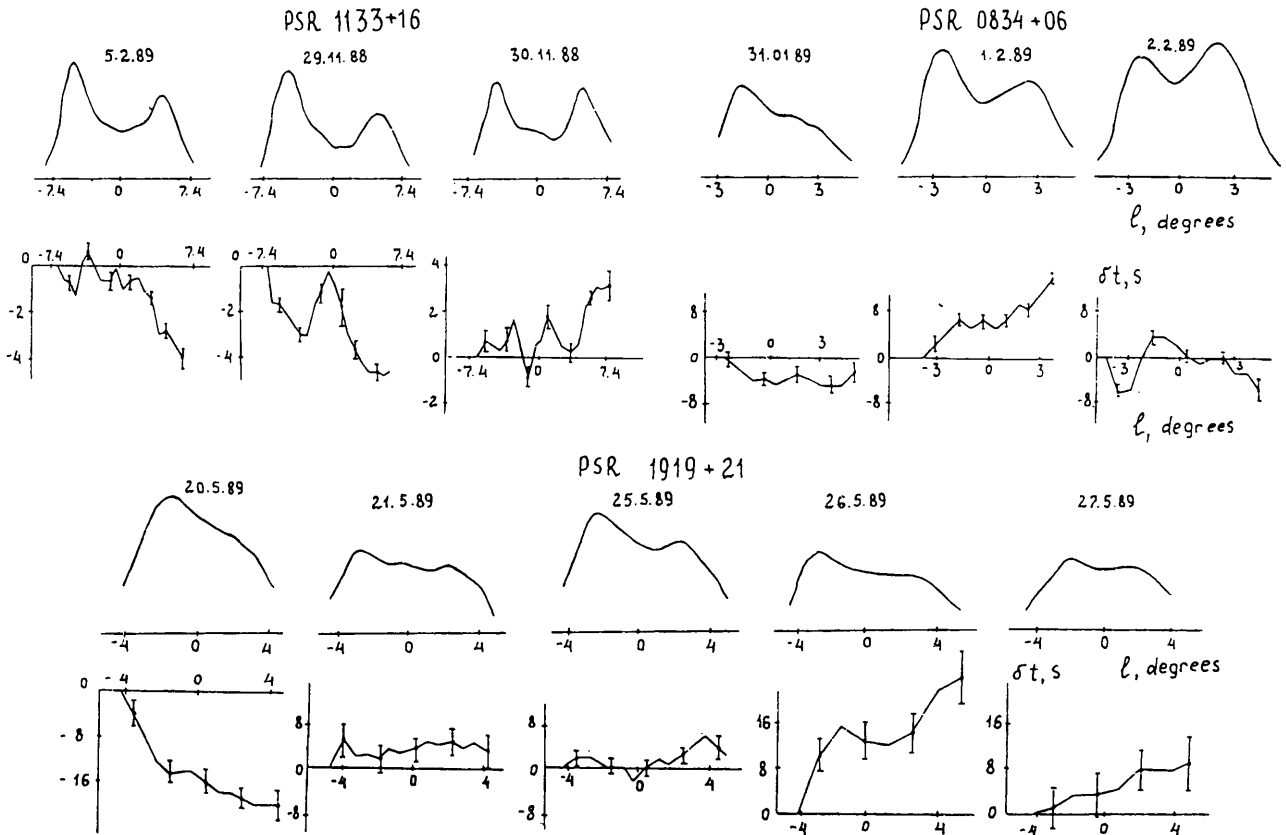 PSR 1133+16
PSR 0834+06
5.2.89
29.11.88
30.11.88
31.01 89
1.2.89
2.2.89
-7.4 0 7.4
-7.4 0 7.4
-7.4 0 7.4
-3 0 3
-3 0 3
-3 0 3
ℓ, degrees
0 -7.4 0 7.4
-2
-4
0 -7.4 0 7.4
-2
-4
4
2
0
-2
-7.4 0 7.4
8
0
-8
-3 0 3
8
0
-8
-3 0 3
δt, s
8
0
-8
-3 0 3
ℓ, degrees
PSR 1919+21
20.5.89
21.5.89
25.5.89
26.5.89
27.5.89
-4 0 4
-4 0 4
-4 0 4
-4 0 4
-4 0 4
0 -4 0 4
-8
-16
8
0
-8
-4 0 4
8
0
-8
-4 0 4
16
8
0
-4 0 4
δt, s
ℓ, degrees
16
8
0
-4 0 4